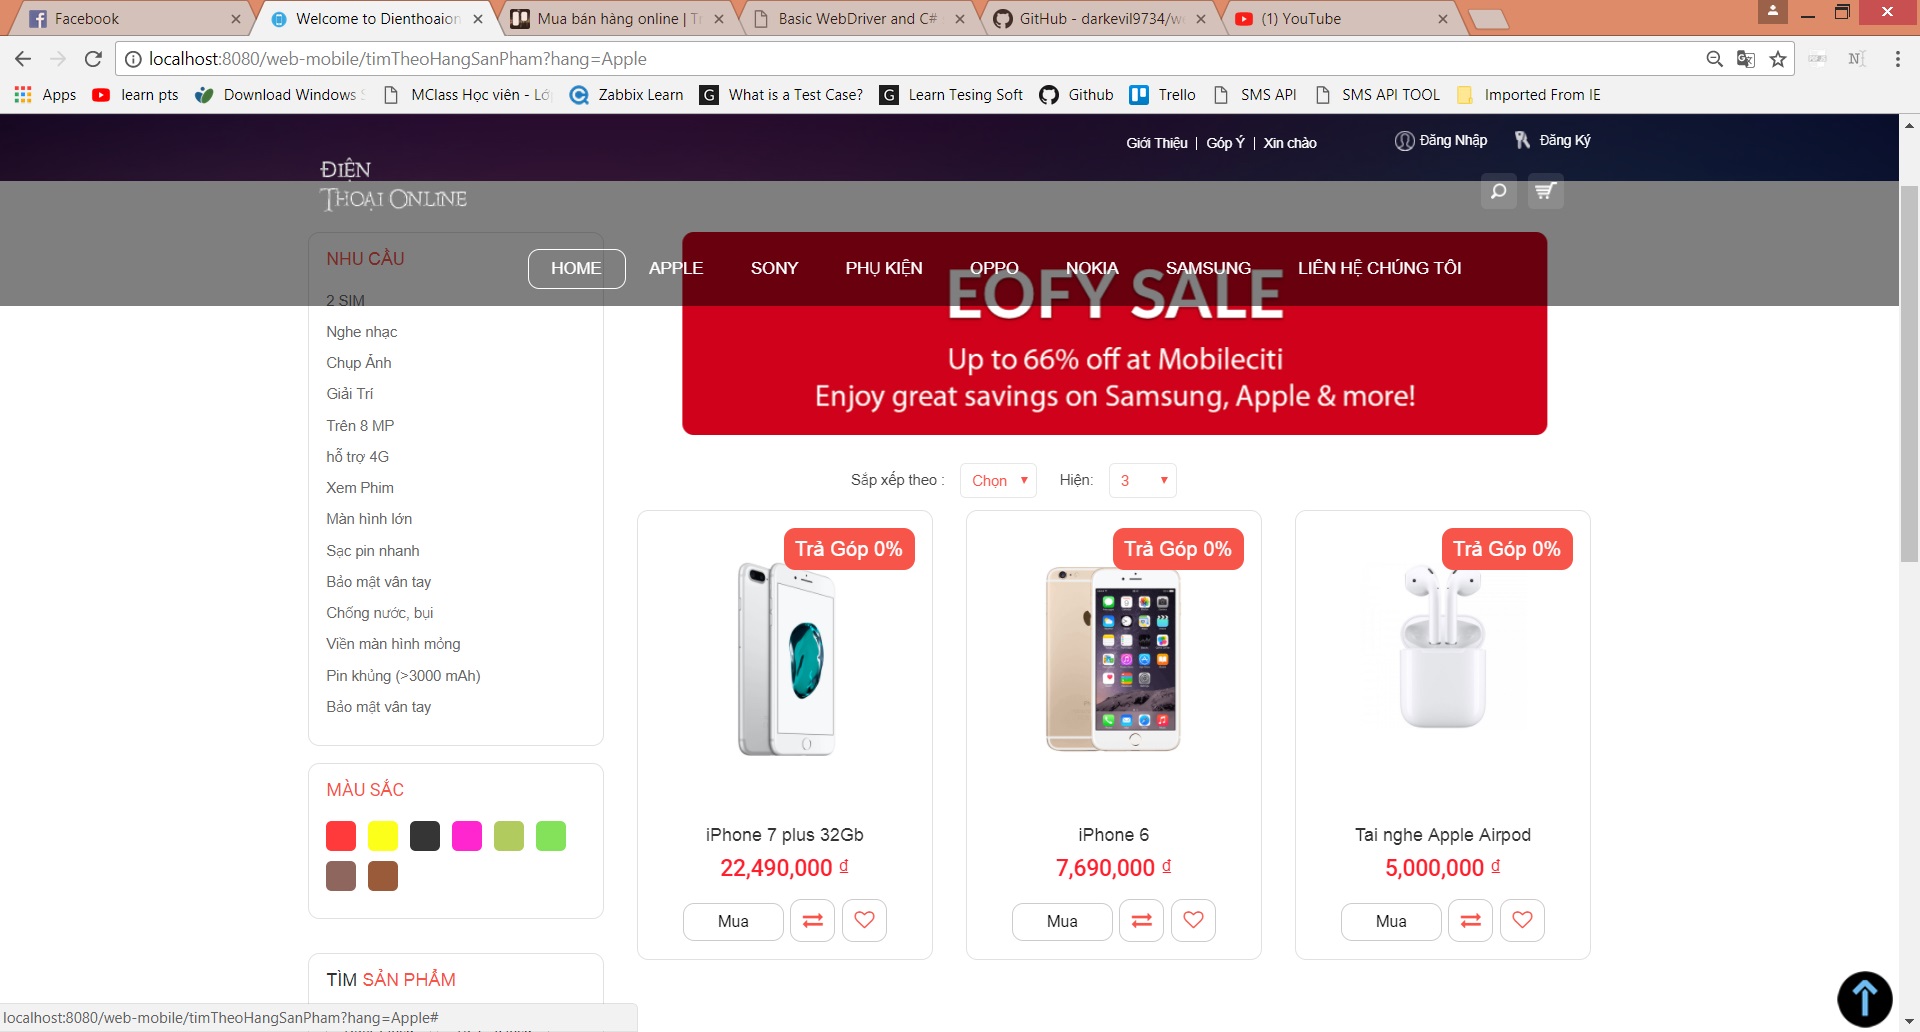 Facebook
Welcome to Dienthoaion
Mua bán hàng online | Tr
Basic WebDriver and C#
GitHub - darkevil9734/w
(1) YouTube
localhost:8080/web-mobile/timTheoHangSanPham?hang=Apple
Apps
learn pts
Download Windows
MClass Học viên - Lớ
Zabbix Learn
What is a Test Case?
Learn Tesing Soft
Github
Trello
SMS API
SMS API TOOL
Imported From IE
Giới Thiệu | Góp Ý | Xin chào
Đăng Nhập
Đăng Ký
ĐIỆN
THOẠI ONLINE
HOME
APPLE
SONY
PHỤ KIỆN
OPPO
NOKIA
SAMSUNG
LIÊN HỆ CHÚNG TÔI
NHU CẦU
2 SIM
Nghe nhạc
Chụp Ảnh
Giải Trí
Trên 8 MP
hỗ trợ 4G
Xem Phim
Màn hình lớn
Sạc pin nhanh
Bảo mật vân tay
Chống nước, bụi
Viền màn hình mỏng
Pin khủng (>3000 mAh)
Bảo mật vân tay
EOFY SALE
Up to 66% off at Mobileciti
Enjoy great savings on Samsung, Apple & more!
Sắp xếp theo :
Chọn
Hiện:
3
Trả Góp 0%
Trả Góp 0%
Trả Góp 0%
iPhone 7 plus 32Gb
22,490,000 ₫
Mua
iPhone 6
7,690,000 ₫
Mua
Tai nghe Apple Airpod
5,000,000 ₫
Mua
MÀU SẮC
TÌM SẢN PHẨM
localhost:8080/web-mobile/timTheoHangSanPham?hang=Apple#